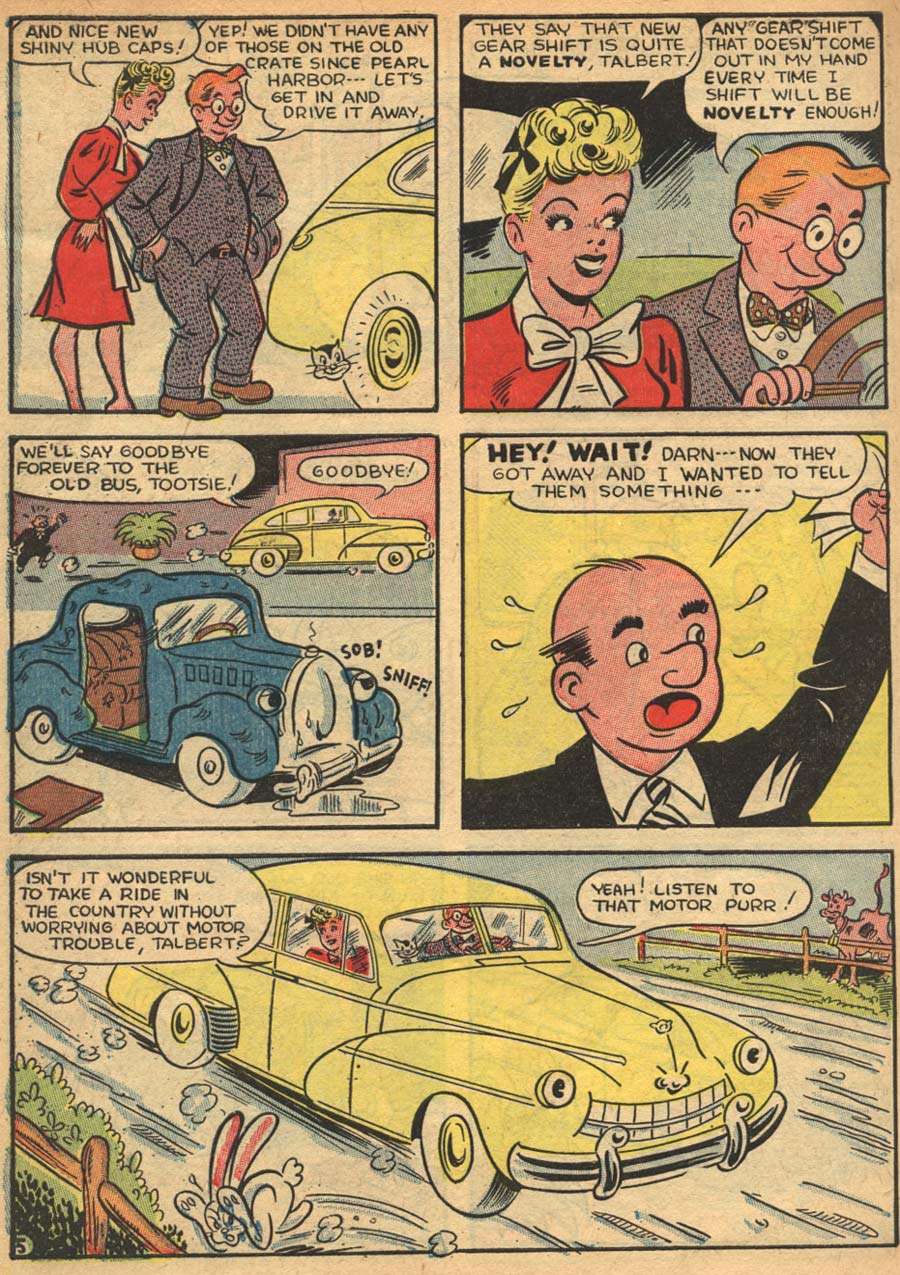 AND NICE NEW
SHINY HUB CAPS!
YEP! WE DIDN'T HAVE ANY
OF THOSE ON THE OLD
CRATE SINCE PEARL
HARBOR--- LET'S
GET IN AND
DRIVE IT AWAY.
THEY SAY THAT NEW
GEAR SHIFT IS QUITE
A NOVELTY, TALBERT!
ANY "GEAR" SHIFT
THAT DOESN'T COME
OUT IN MY HAND
EVERY TIME I
SHIFT WILL BE
NOVELTY ENOUGH!
WE'LL SAY GOODBYE
FOREVER TO THE
OLD BUS, TOOTSIE!
GOODBYE!
SOB!
SNIFF!
HEY! WAIT! DARN---NOW THEY
GOT AWAY AND I WANTED TO TELL
THEM SOMETHING ---
ISN'T IT WONDERFUL
TO TAKE A RIDE IN
THE COUNTRY WITHOUT
WORRYING ABOUT MOTOR
TROUBLE, TALBERT?
YEAH! LISTEN TO
THAT MOTOR PURR!
5